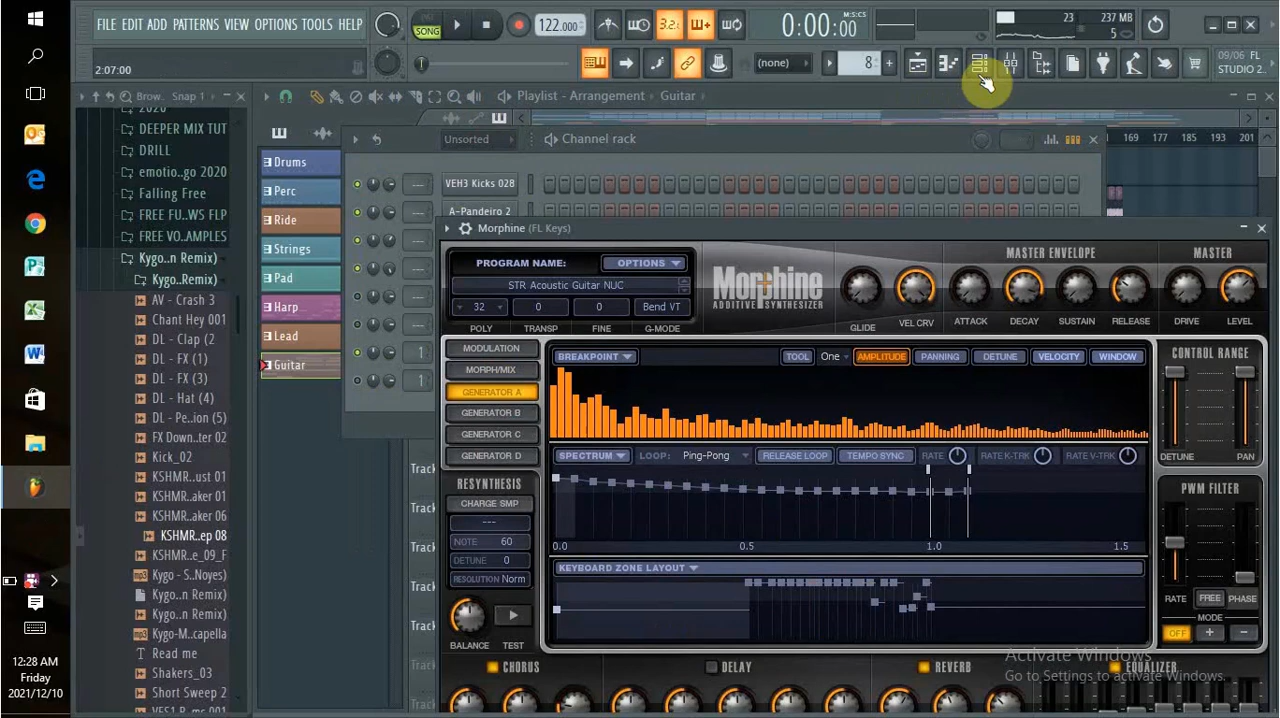 FILE EDIT ADD PATTERNS VIEW OPTIONS TOOLS HELP
2:07:00
SONG
122.000
3.2
0:00:00
M:S:CS
23
237 MB
5
(none)
8
09/06 FL
STUDIO 2..
Brow.. Snap 1
Playlist - Arrangement
Guitar
2020
DEEPER MIX TUT
DRILL
emotio...go 2020
Falling Free
FREE FU...WS FLP
FREE VO...AMPLES
Kygo...n Remix)
Kygo..Remix)
AV - Crash 3
Chant Hey 001
DL - Clap (2
DL - FX (1)
DL - FX (3)
DL - Hat (4)
DL - Pe..ion (5)
FX Down..ter 02
Kick_02
KSHMR...ust 01
KSHMR...aker 01
KSHMR...aker 06
KSHMR...ep 08
KSHMR...e_09_F
Kygo - S..Noyes)
Kygo...n Remix)
Kygo...n Remix)
Kygo-M...capella
Read me
Shakers_03
Short Sweep 2
Drums
Perc
Ride
Strings
Pad
Harp
Lead
Guitar
Unsorted
Channel rack
169 177 185 193 201
VEH3 Kicks 028
A-Pandeiro 2
1
1
Track
Track
Track
Track
Track
Track
Morphine (FL Keys)
PROGRAM NAME: OPTIONS
STR Acoustic Guitar NUC
32 0 0 Bend VT
POLY TRANSP FINE G-MODE
Morphine
ADDITIVE SYNTHESIZER
MASTER ENVELOPE
MASTER
GLIDE VEL CRV ATTACK DECAY SUSTAIN RELEASE DRIVE LEVEL
MODULATION
MORPH/MIX
GENERATOR A
GENERATOR B
GENERATOR C
GENERATOR D
BREAKPOINT TOOL One AMPLITUDE PANNING DETUNE VELOCITY WINDOW
SPECTRUM LOOP: Ping-Pong RELEASE LOOP TEMPO SYNC RATE RATE K-TRK RATE V-TRK
0.0 0.5 1.0 1.5
KEYBOARD ZONE LAYOUT
RESYNTHESIS
CHARGE SMP
---
NOTE 60
DETUNE 0
RESOLUTION Norm
BALANCE TEST
CONTROL RANGE
DETUNE PAN
PWM FILTER
RATE FREE PHASE
MODE
OFF + −
CHORUS DELAY REVERB EQUALIZER
Activate Windows
Go to Settings to activate Windows.
12:28 AM
Friday
2021/12/10